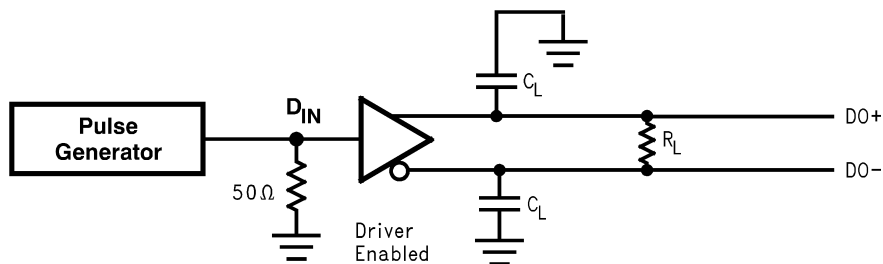 C_L
Pulse
Generator
D_IN
DO+
R_L
DO−
50Ω
C_L
Driver
Enabled